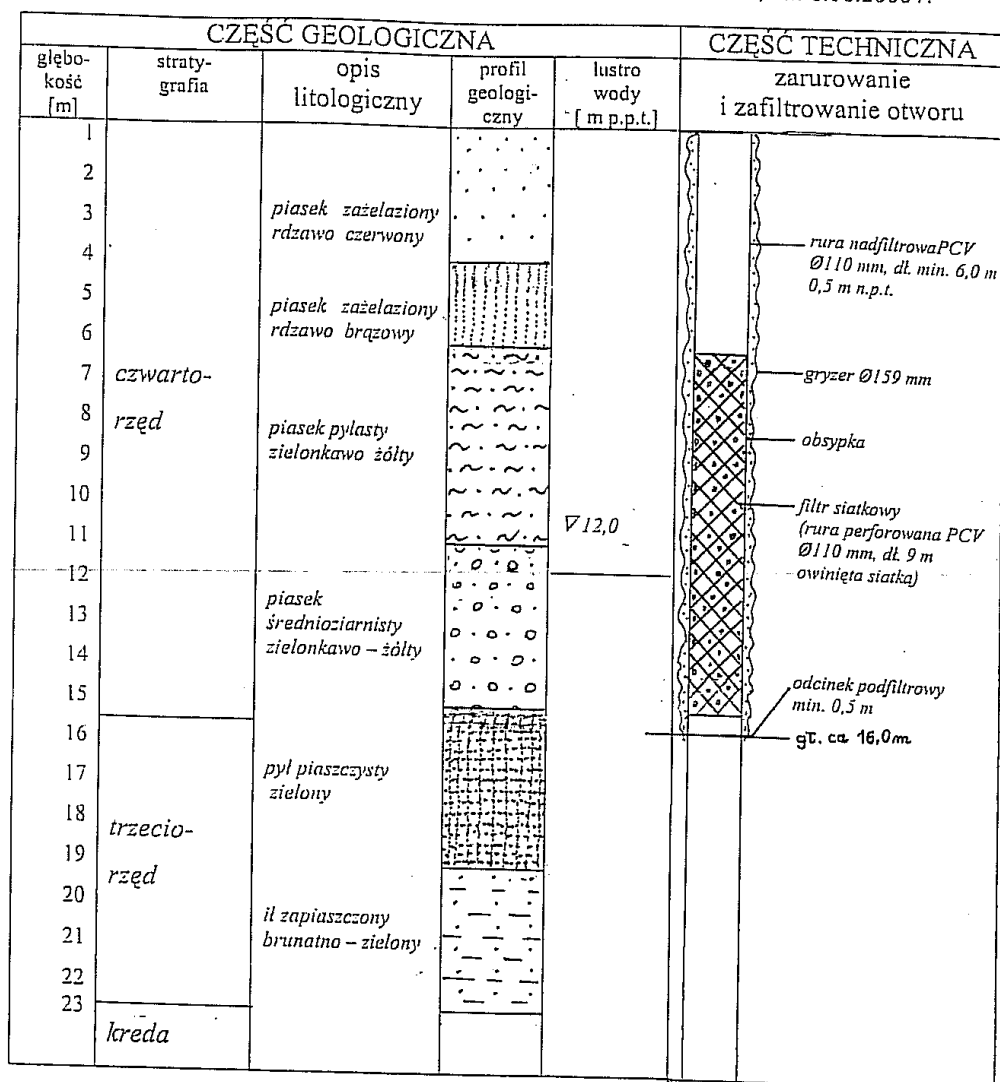 CZĘŚĆ GEOLOGICZNA
CZĘŚĆ TECHNICZNA
głębo-
kość
[m]
straty-
grafia
opis
litologiczny
profil
geologi-
czny
lustro
wody
[m p.p.t.]
zarurowanie
i zafiltrowanie otworu
1
2
3
4
5
6
7
8
9
10
11
12
13
14
15
16
17
18
19
20
21
22
23
czwarto-
rzęd
trzecio-
rzęd
kreda
piasek zażelaziony
rdzawo czerwony
piasek zażelaziony
rdzawo brązowy
piasek pylasty
zielonkawo żółty
piasek
średnioziarnisty
zielonkawo – żółty
pył piaszczysty
zielony
ił zapiaszczony
brunatno – zielony
∇ 12,0
rura nadfiltrowa PCV
Ø110 mm, dł. min. 6,0 m
0,5 m n.p.t.
gryzer Ø159 mm
obsypka
filtr siatkowy
(rura perforowana PCV
Ø110 mm, dł. 9 m
owinięta siatką)
odcinek podfiltrowy
min. 0,5 m
gł. ca 16,0m